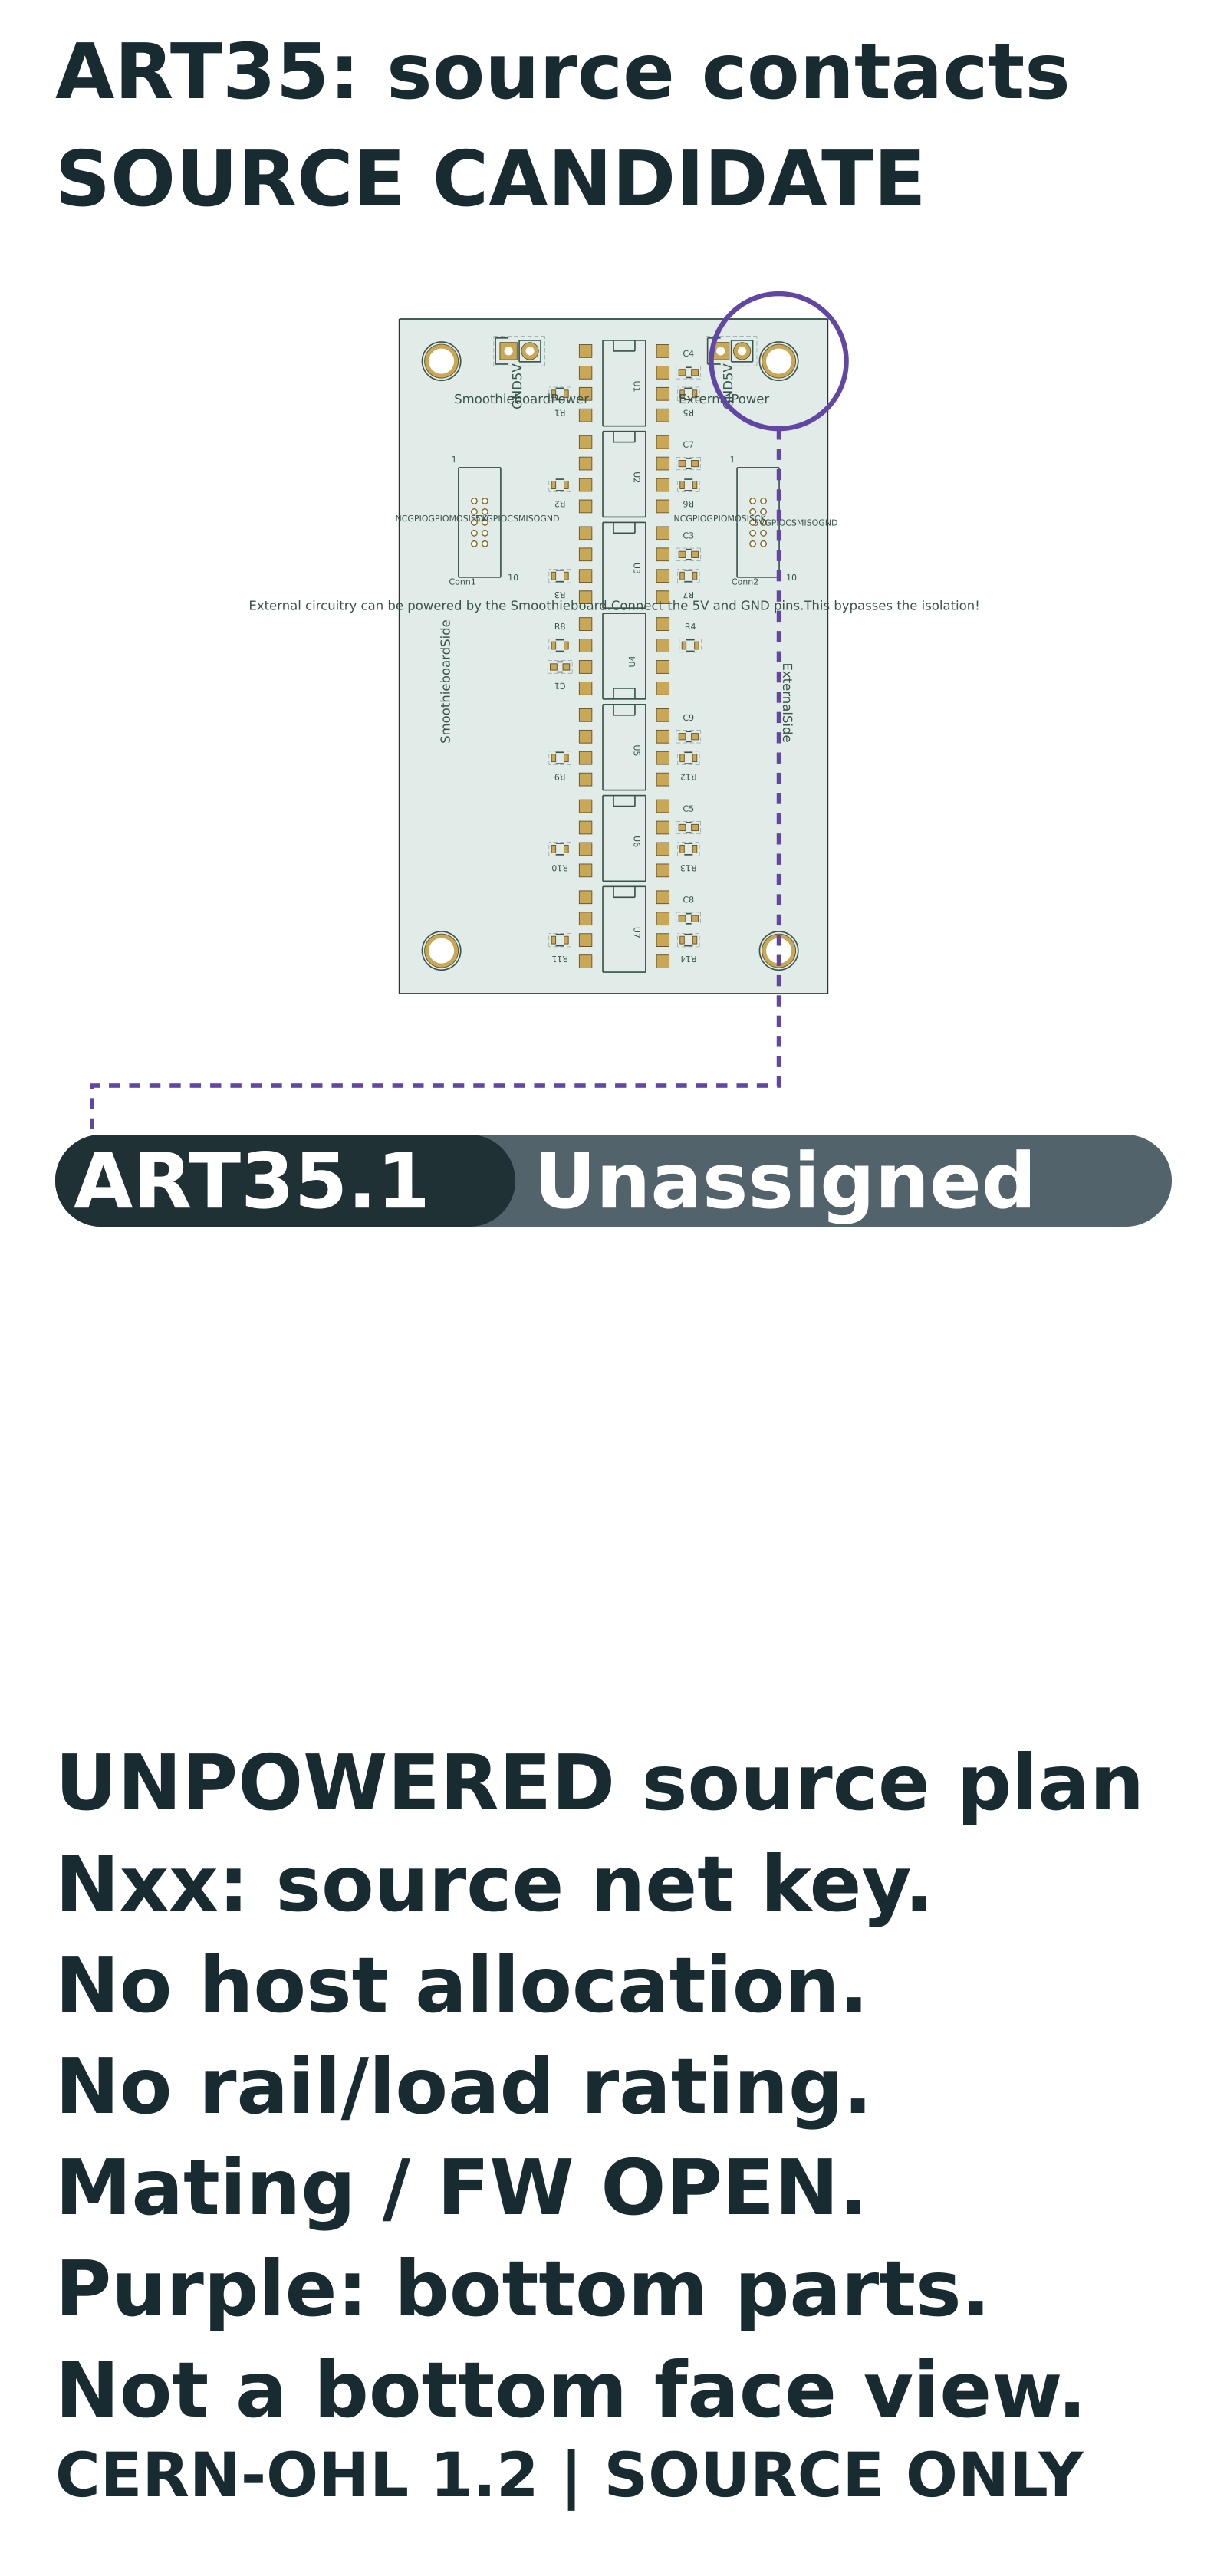 ART35: source contacts
SOURCE CANDIDATE
C4
GND5V
GND5V
U1
SmoothieboardPower
ExternalPower
R1
R5
C7
1
1
U2
R2
R6
NCGPIOGPIOMOSISCK
5VGPIOCSMISOGND
NCGPIOGPIOMOSISCK
5VGPIOCSMISOGND
C3
U3
Conn1
10
Conn2
10
R3
R7
External circuitry can be powered by the Smoothieboard.Connect the 5V and GND pins.This bypasses the isolation!
R8
R4
U4
C1
SmoothieboardSide
ExternalSide
C9
U5
R9
R12
C5
U6
R10
R13
C8
U7
R11
R14
ART35.1 Unassigned
UNPOWERED source plan
Nxx: source net key.
No host allocation.
No rail/load rating.
Mating / FW OPEN.
Purple: bottom parts.
Not a bottom face view.
CERN-OHL 1.2 | SOURCE ONLY